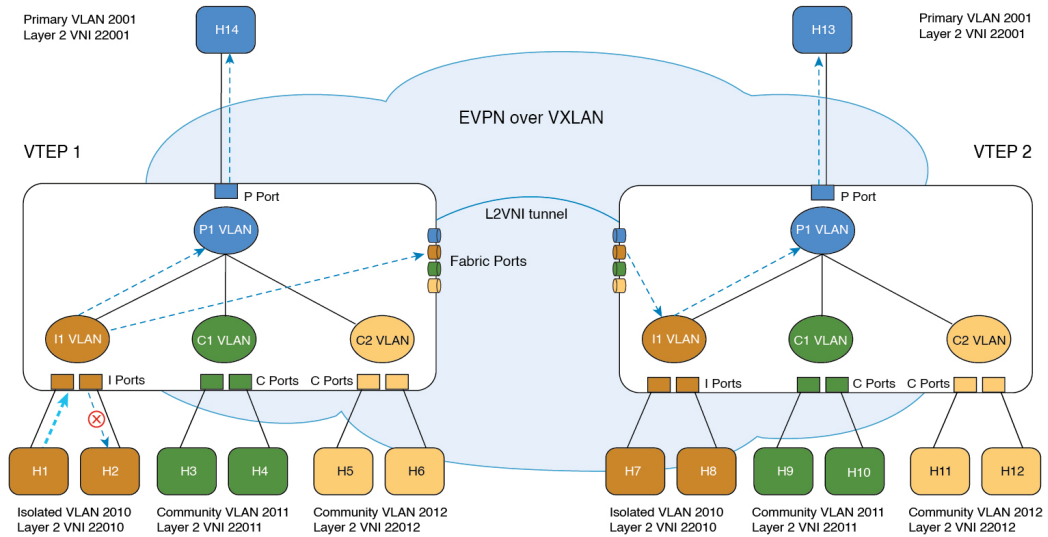 Primary VLAN 2001
Layer 2 VNI 22001
H14
H13
Primary VLAN 2001
Layer 2 VNI 22001
EVPN over VXLAN
VTEP 1
VTEP 2
P Port
P Port
L2VNI tunnel
P1 VLAN
P1 VLAN
Fabric Ports
I1 VLAN
C1 VLAN
C2 VLAN
I1 VLAN
C1 VLAN
C2 VLAN
I Ports
C Ports
C Ports
I Ports
C Ports
C Ports
H1
H2
H3
H4
H5
H6
H7
H8
H9
H10
H11
H12
Isolated VLAN 2010
Layer 2 VNI 22010
Community VLAN 2011
Layer 2 VNI 22011
Community VLAN 2012
Layer 2 VNI 22012
Isolated VLAN 2010
Layer 2 VNI 22010
Community VLAN 2011
Layer 2 VNI 22011
Community VLAN 2012
Layer 2 VNI 22012